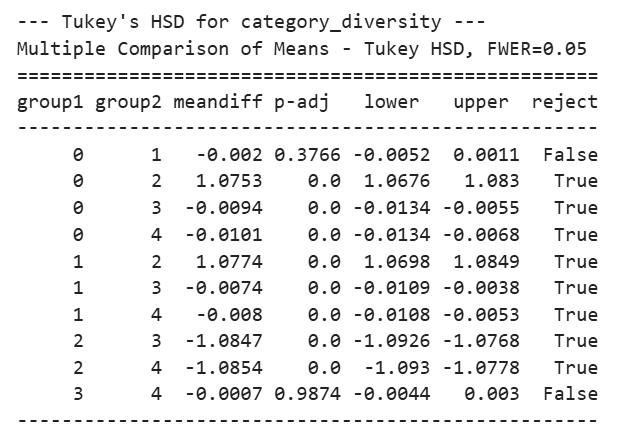 --- Tukey's HSD for category_diversity ---
Multiple Comparison of Means - Tukey HSD, FWER=0.05
====================================================
group1 group2 meandiff p-adj   lower   upper  reject
----------------------------------------------------
     0      1   -0.002 0.3766 -0.0052  0.0011  False
     0      2   1.0753    0.0  1.0676   1.083   True
     0      3  -0.0094    0.0 -0.0134 -0.0055   True
     0      4  -0.0101    0.0 -0.0134 -0.0068   True
     1      2   1.0774    0.0  1.0698  1.0849   True
     1      3  -0.0074    0.0 -0.0109 -0.0038   True
     1      4   -0.008    0.0 -0.0108 -0.0053   True
     2      3  -1.0847    0.0 -1.0926 -1.0768   True
     2      4  -1.0854    0.0  -1.093 -1.0778   True
     3      4  -0.0007 0.9874 -0.0044   0.003  False
----------------------------------------------------